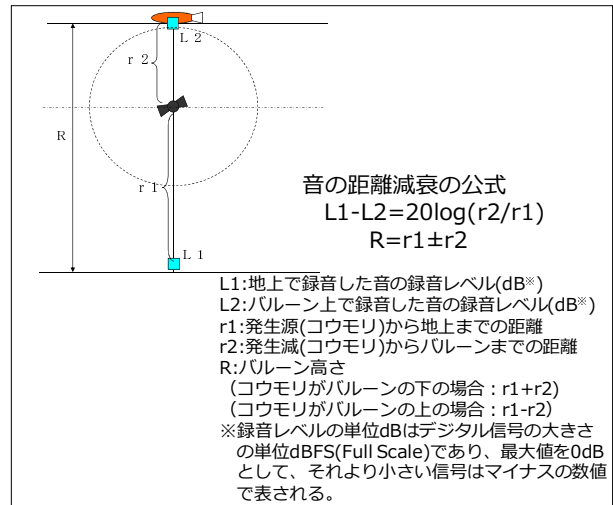 L 2
r 2
R
r 1
L 1
音の距離減衰の公式
L1-L2=20log(r2/r1)
R=r1±r2
L1:地上で録音した音の録音レベル(dB※)
L2:バルーン上で録音した音の録音レベル(dB※)
r1:発生源(コウモリ)から地上までの距離
r2:発生減(コウモリ)からバルーンまでの距離
R:バルーン高さ
（コウモリがバルーンの下の場合：r1+r2)
（コウモリがバルーンの上の場合：r1-r2）
※録音レベルの単位dBはデジタル信号の大きさ
の単位dBFS(Full Scale)であり、最大値を0dB
として、それより小さい信号はマイナスの数値
で表される。